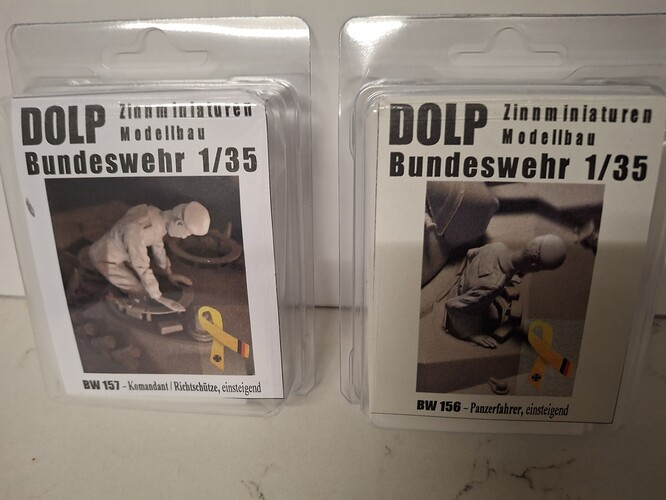 DOLP Zinnminiaturen
Modellbau
Bundeswehr 1/35
BW 157 – Komandant / Richtschütze, einsteigend
DOLP Zinnminiaturen
Modellbau
Bundeswehr 1/35
BW 156 – Panzerfahrer, einsteigend